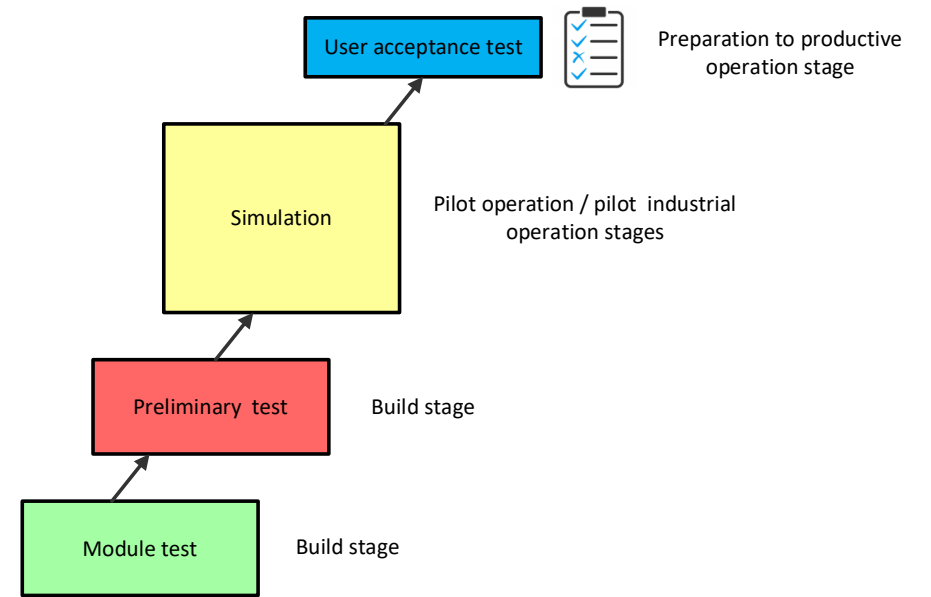 User acceptance test
Preparation to productive
operation stage
Simulation
Pilot operation / pilot  industrial
operation stages
Preliminary  test
Build stage
Module test
Build stage